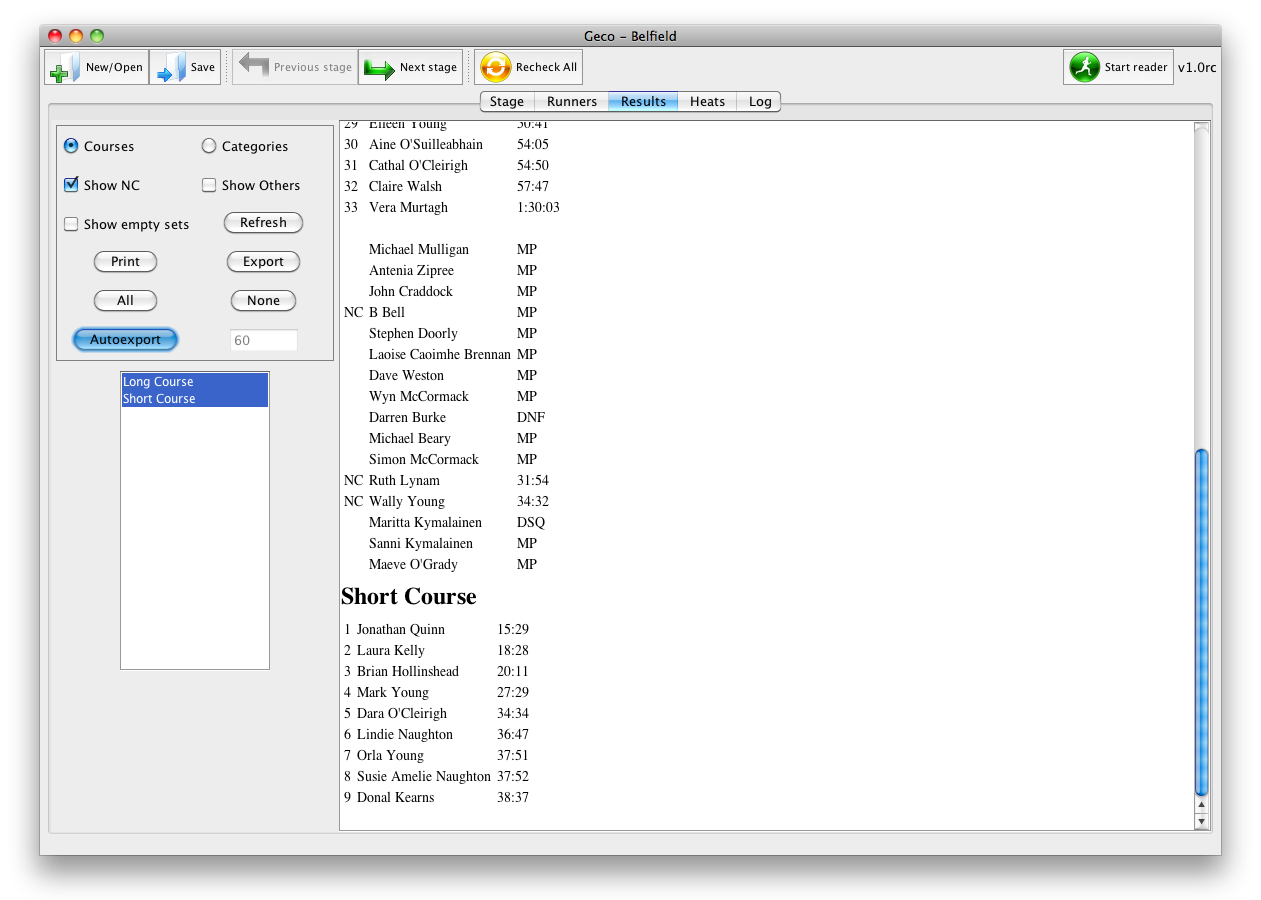 Geco – Belfield
New/Open Save Previous stage Next stage Recheck All Start reader v1.0rc
Stage Runners Results Heats Log
Courses Categories
Show NC Show Others
Show empty sets Refresh
Print Export
All None
Autoexport 60
Long Course
Short Course
29 Eileen Young 50:41
30 Aine O'Suilleabhain 54:05
31 Cathal O'Cleirigh 54:50
32 Claire Walsh 57:47
33 Vera Murtagh 1:30:03
Michael Mulligan MP
Antenia Zipree MP
John Craddock MP
NC B Bell MP
Stephen Doorly MP
Laoise Caoimhe Brennan MP
Dave Weston MP
Wyn McCormack MP
Darren Burke DNF
Michael Beary MP
Simon McCormack MP
NC Ruth Lynam 31:54
NC Wally Young 34:32
Maritta Kymalainen DSQ
Sanni Kymalainen MP
Maeve O'Grady MP
Short Course
1 Jonathan Quinn 15:29
2 Laura Kelly 18:28
3 Brian Hollinshead 20:11
4 Mark Young 27:29
5 Dara O'Cleirigh 34:34
6 Lindie Naughton 36:47
7 Orla Young 37:51
8 Susie Amelie Naughton 37:52
9 Donal Kearns 38:37